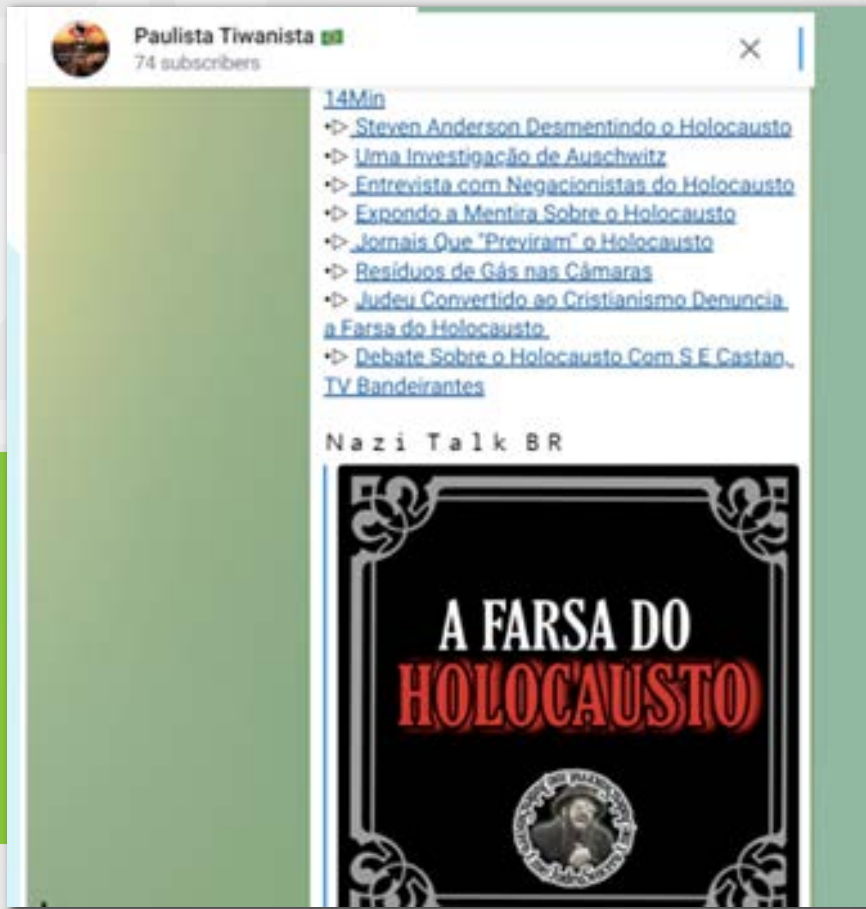 Paulista Tiwanista
74 subscribers
14Min
•▷ Steven Anderson Desmentindo o Holocausto
•▷ Uma Investigação de Auschwitz
•▷ Entrevista com Negacionistas do Holocausto
•▷ Expondo a Mentira Sobre o Holocausto
•▷ Jornais Que "Previram" o Holocausto
•▷ Resíduos de Gás nas Câmaras
•▷ Judeu Convertido ao Cristianismo Denuncia
a Farsa do Holocausto
•▷ Debate Sobre o Holocausto Com S E Castan,
TV Bandeirantes
Nazi Talk BR
A FARSA DO
HOLOCAUSTO